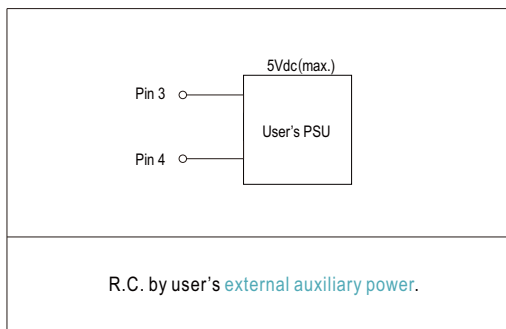 5Vdc(max.)
Pin 3
User's PSU
Pin 4
R.C. by user's external auxiliary power.